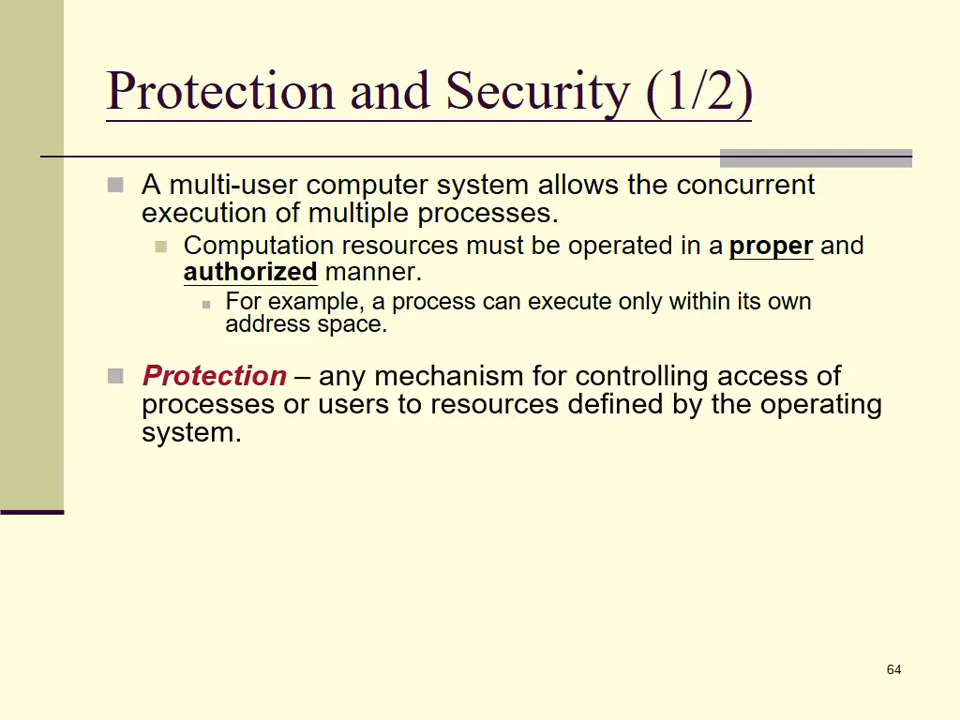 Protection and Security (1/2)
A multi-user computer system allows the concurrent
execution of multiple processes.
Computation resources must be operated in a proper and
authorized manner.
For example, a process can execute only within its own
address space.
Protection – any mechanism for controlling access of
processes or users to resources defined by the operating
system.
64